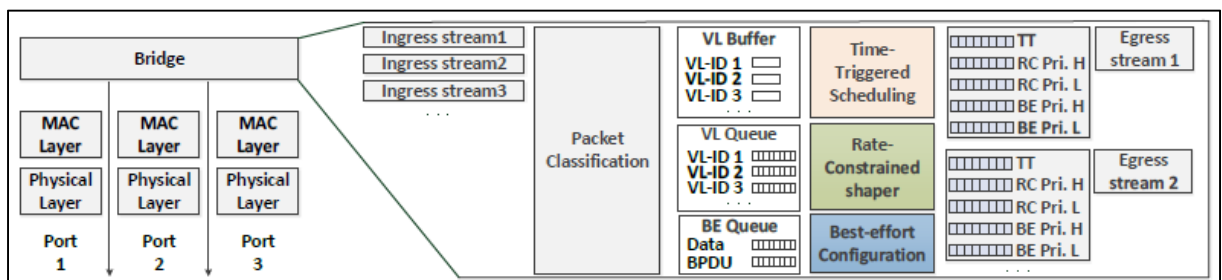 Bridge
MAC
Layer
MAC
Layer
MAC
Layer
Physical
Layer
Physical
Layer
Physical
Layer
Port
1
Port
2
Port
3
Ingress stream1
Ingress stream2
Ingress stream3
. . .
Packet
Classification
VL Buffer
VL-ID 1
VL-ID 2
VL-ID 3
. . .
VL Queue
VL-ID 1
VL-ID 2
VL-ID 3
. . .
BE Queue
Data
BPDU
Time-
Triggered
Scheduling
Rate-
Constrained
shaper
Best-effort
Configuration
TT
RC Pri. H
RC Pri. L
BE Pri. H
BE Pri. L
Egress
stream 1
TT
RC Pri. H
RC Pri. L
BE Pri. H
BE Pri. L
. . .
Egress
stream 2